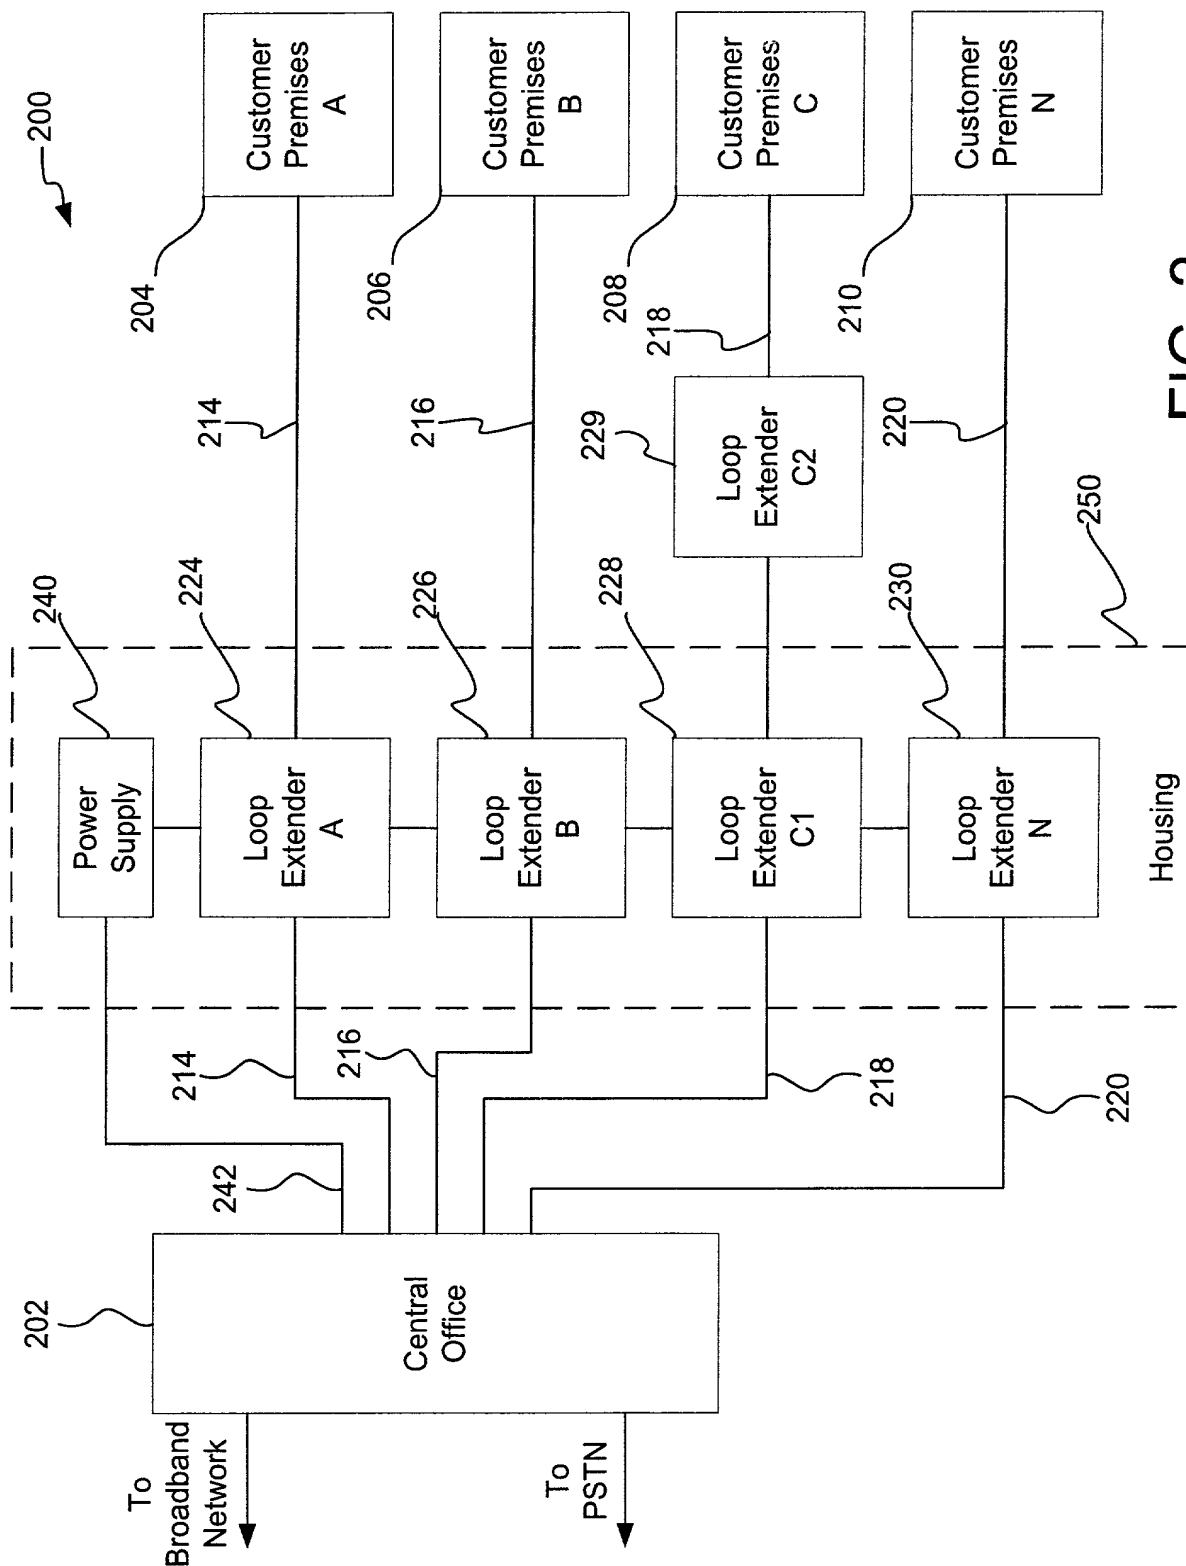 200
240
Power
Supply
202
To
Broadband
Network
242
214
224
Loop
Extender
A
214
204
Customer
Premises
A
Central
Office
216
226
Loop
Extender
B
216
206
Customer
Premises
B
To
PSTN
218
228
Loop
Extender
C1
229
Loop
Extender
C2
218
208
Customer
Premises
C
220
230
Loop
Extender
N
220
210
Customer
Premises
N
250
Housing
FIG. 2